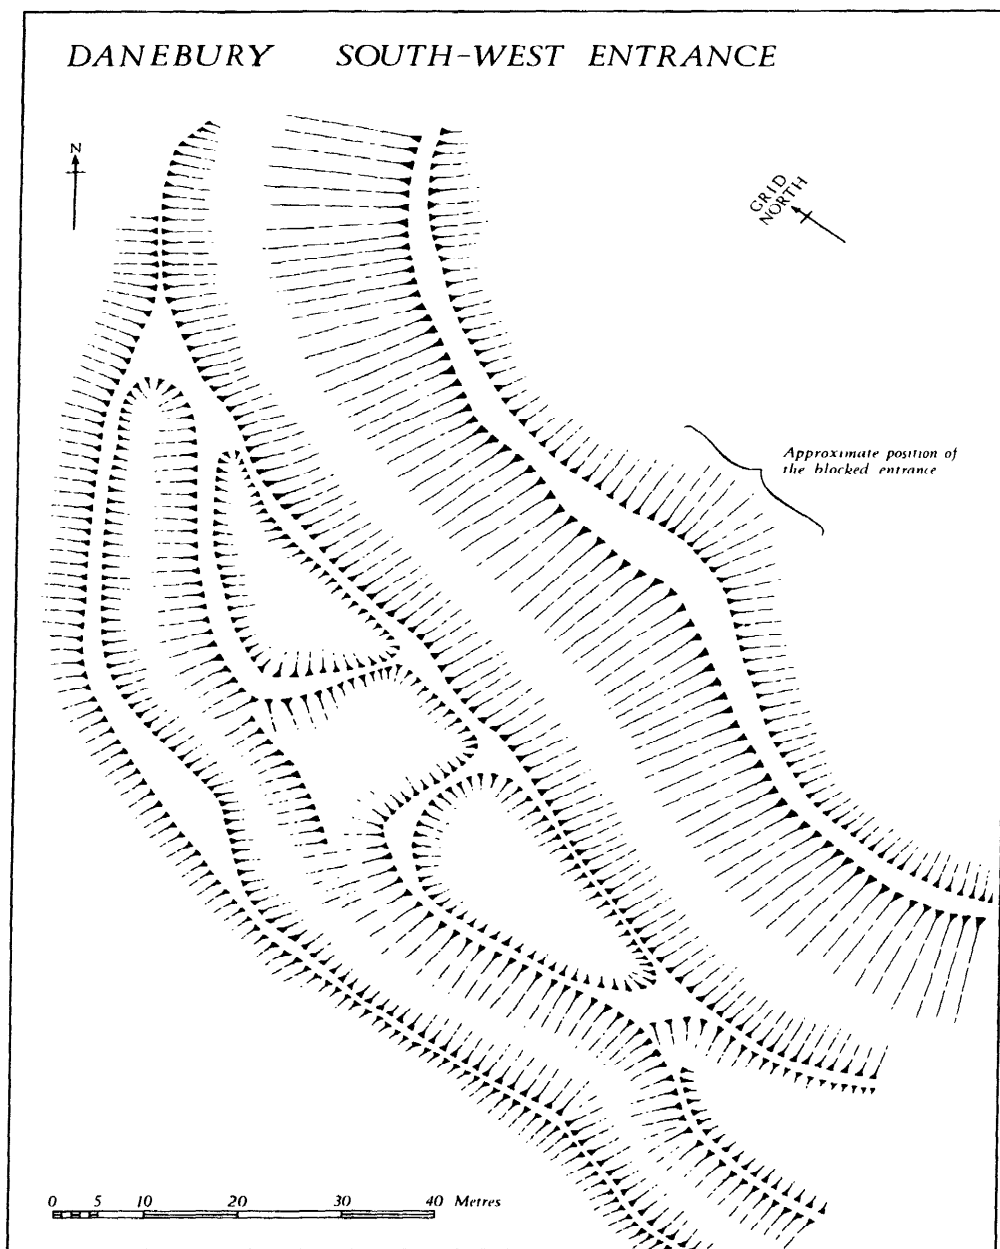 DANEBURY SOUTH-WEST ENTRANCE
N
GRID
NORTH
Approximate position of
the blocked entrance
0 5 10 20 30 40 Metres